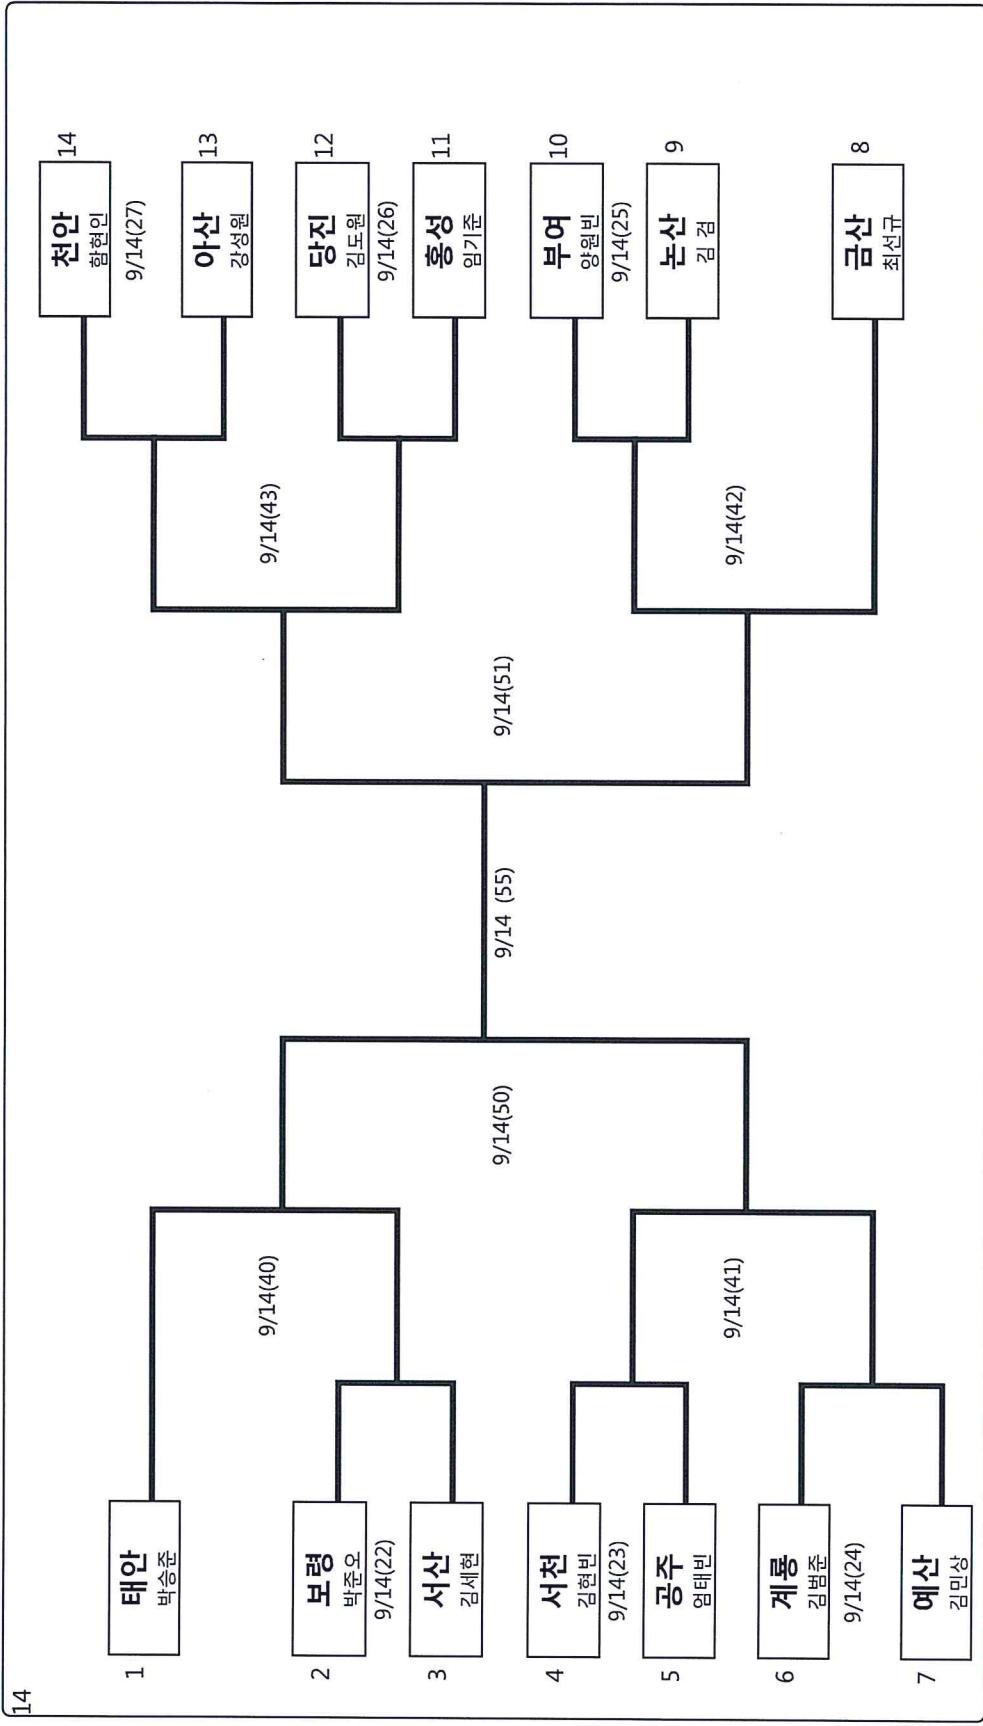 14
1
태안
박승준
9/14(40)
2
보령
박준오
9/14(22)
3
서산
김세현
9/14(50)
4
서천
김현빈
9/14(23)
5
공주
엄태빈
9/14(41)
6
계룡
김범준
9/14(24)
7
예산
김민상
9/14 (55)
14
천안
함현인
9/14(27)
13
아산
강성원
9/14(43)
12
당진
김도원
9/14(26)
11
홍성
임기준
9/14(51)
10
부여
양원빈
9/14(25)
9
논산
김 검
9/14(42)
8
금산
최선규